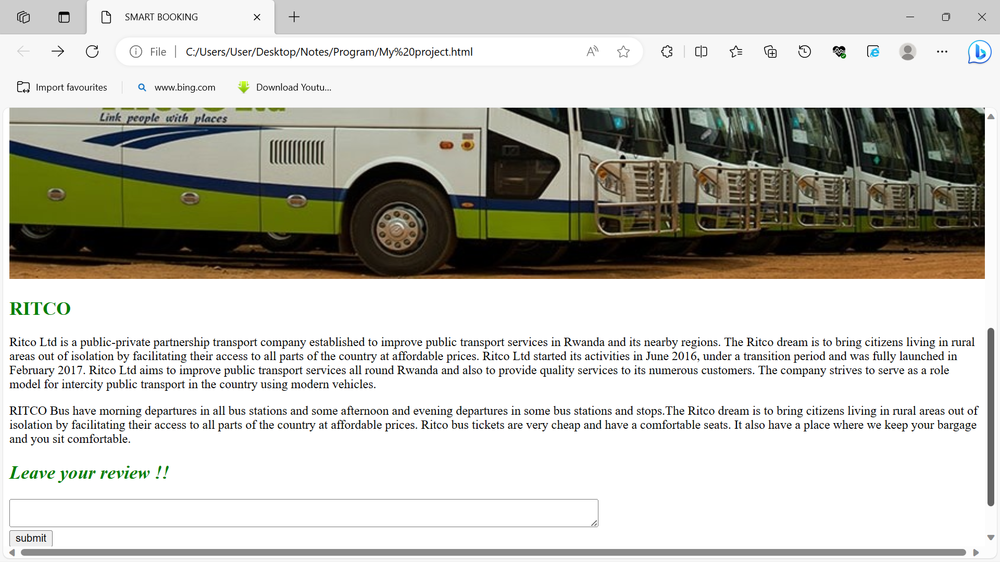 SMART BOOKING
File
C:/Users/User/Desktop/Notes/Program/My%20project.html
Import favourites
www.bing.com
Download Youtu...
Link people with places
RITCO
Ritco Ltd is a public-private partnership transport company established to improve public transport services in Rwanda and its nearby regions. The Ritco dream is to bring citizens living in rural
areas out of isolation by facilitating their access to all parts of the country at affordable prices. Ritco Ltd started its activities in June 2016, under a transition period and was fully launched in
February 2017. Ritco Ltd aims to improve public transport services all round Rwanda and also to provide quality services to its numerous customers. The company strives to serve as a role
model for intercity public transport in the country using modern vehicles.
RITCO Bus have morning departures in all bus stations and some afternoon and evening departures in some bus stations and stops.The Ritco dream is to bring citizens living in rural areas out of
isolation by facilitating their access to all parts of the country at affordable prices. Ritco bus tickets are very cheap and have a comfortable seats. It also have a place where we keep your bargage
and you sit comfortable.
Leave your review !!
submit